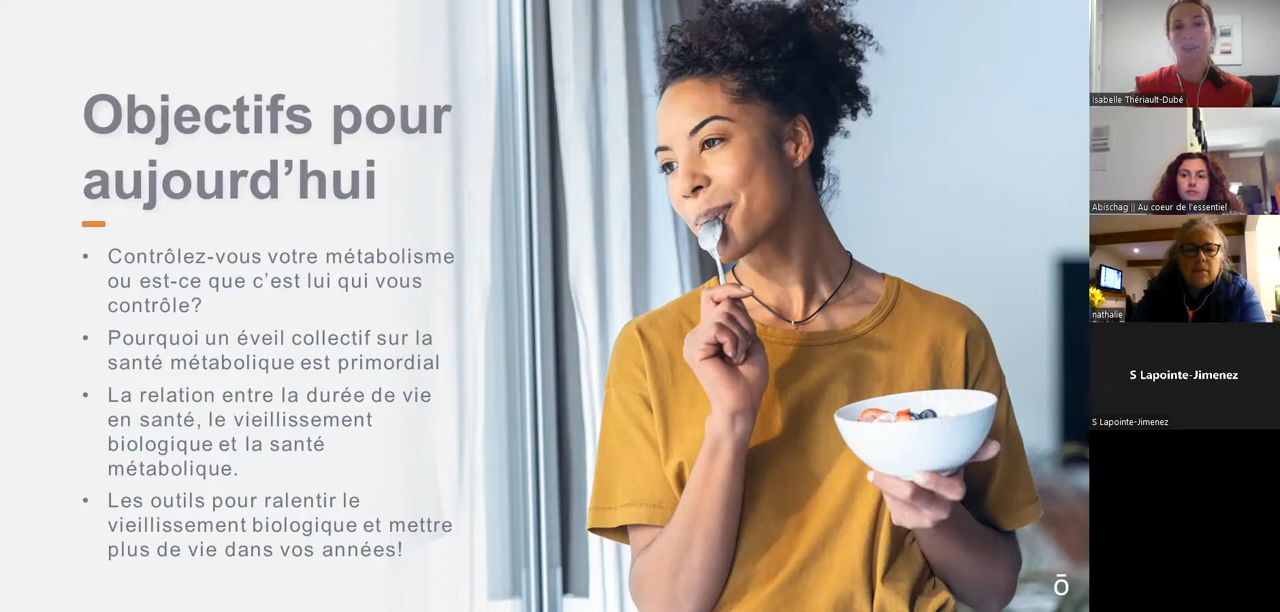 Objectifs pour
aujourd’hui
• Contrôlez-vous votre métabolisme
ou est-ce que c’est lui qui vous
contrôle?
• Pourquoi un éveil collectif sur la
santé métabolique est primordial
• La relation entre la durée de vie
en santé, le vieillissement
biologique et la santé
métabolique.
• Les outils pour ralentir le
vieillissement biologique et mettre
plus de vie dans vos années!
ō
Isabelle Thériault-Dubé
Abischag || Au coeur de l'essentiel
nathalie
S Lapointe-Jimenez
S Lapointe-Jimenez